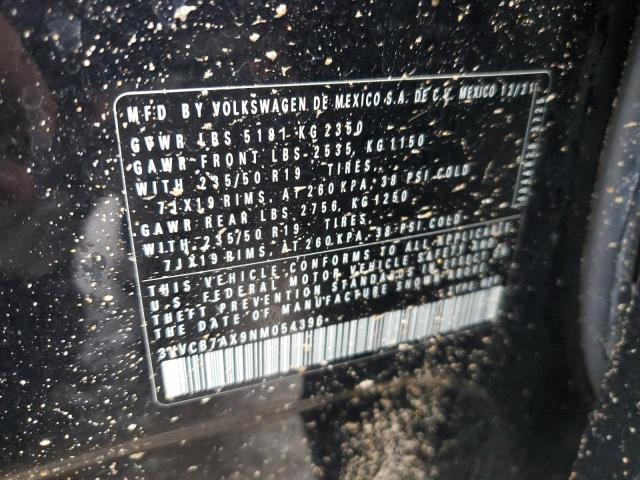 MFD BY VOLKSWAGEN DE MEXICO S.A. DE C.V. MEXICO 12/21
GVWR LBS 5181 KG 2350
GAWR FRONT LBS 2535, KG 1150
WITH 235/50 R19 TIRES,
7JX19 RIMS, AT 260 KPA, 38 PSI COLD
GAWR REAR LBS 2756, KG 1250
WITH 235/50 R19 TIRES,
7JX19 RIMS, AT 260 KPA, 38 PSI COLD.
THIS VEHICLE CONFORMS TO ALL APPLICABLE
U.S. FEDERAL MOTOR VEHICLE SAFETY AND
THEFT PREVENTION STANDARDS IN EFFECT ON
THE DATE OF MANUFACTURE SHOWN ABOVE
3VVCB7AX9NM054396